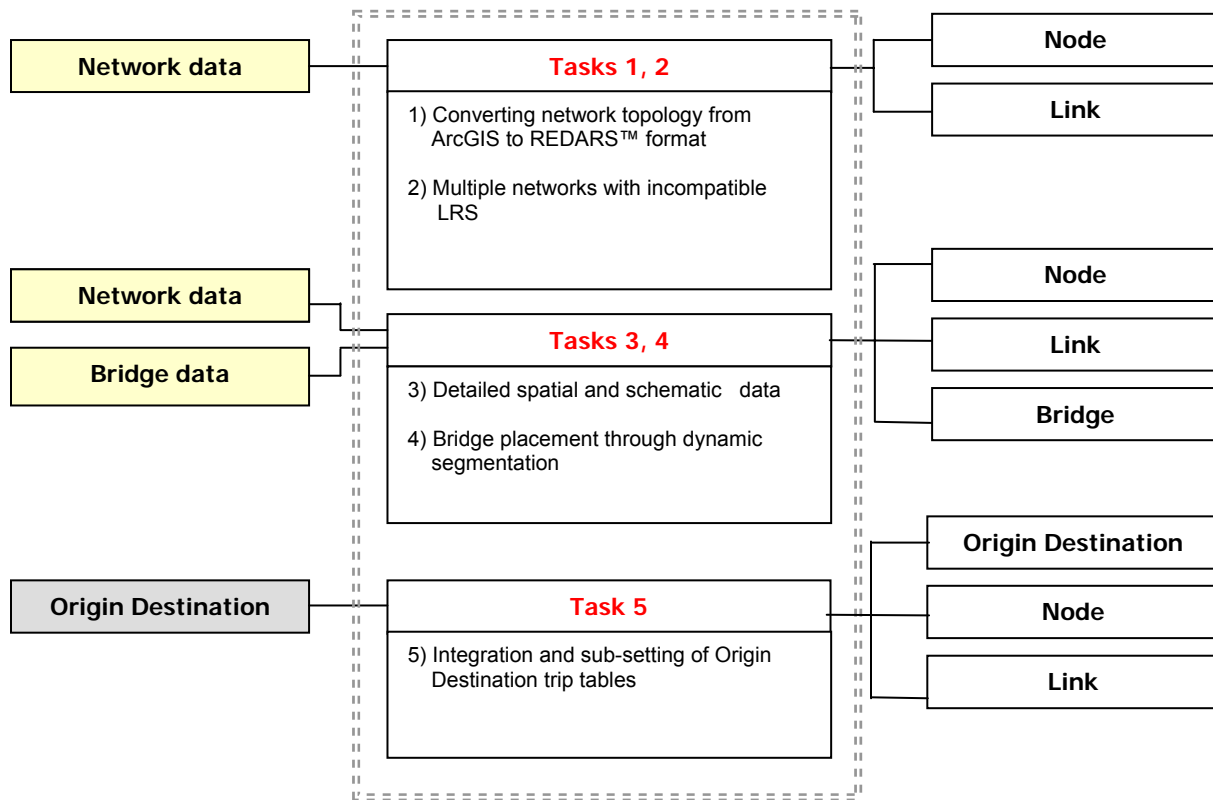 Network data
Tasks 1, 2
1) Converting network topology from
ArcGIS to REDARS™ format
2) Multiple networks with incompatible
LRS
Node
Link
Network data
Bridge data
Tasks 3, 4
3) Detailed spatial and schematic data
4) Bridge placement through dynamic
segmentation
Node
Link
Bridge
Origin Destination
Task 5
5) Integration and sub-setting of Origin
Destination trip tables
Origin Destination
Node
Link